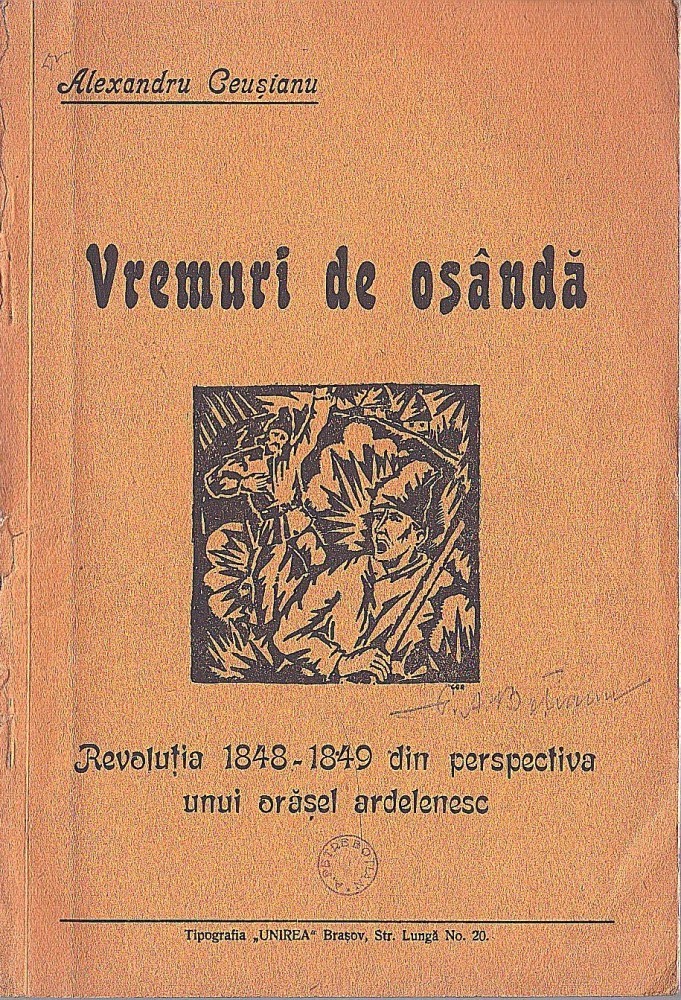 Alexandru Ceușianu
Vremuri de osândă
Revoluția 1848-1849 din perspectiva
unui orășel ardelenesc
Tipografia „UNIREA“ Brașov, Str. Lungă No. 20.